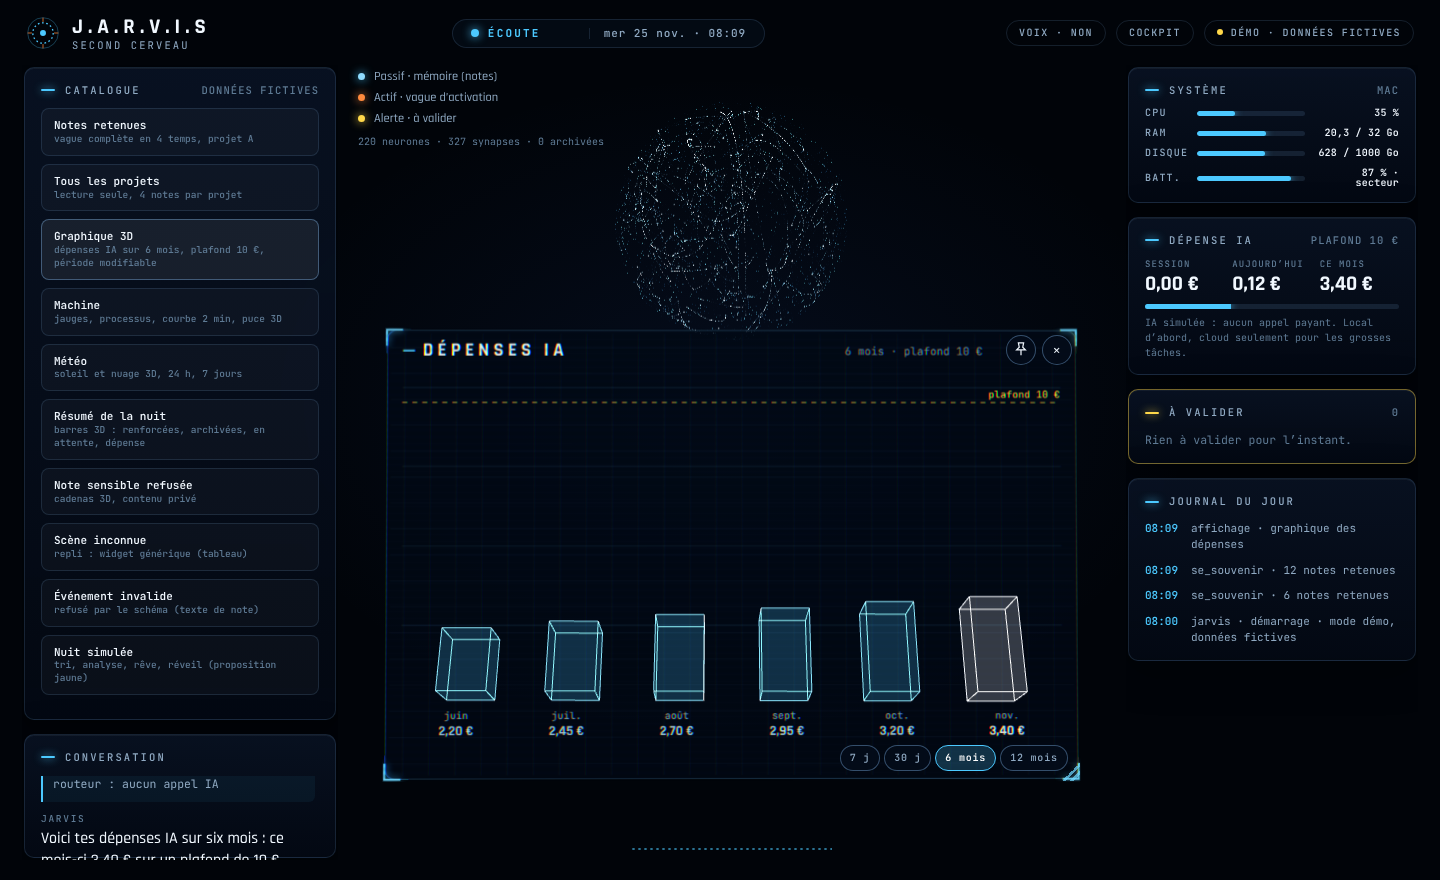 J.A.R.V.I.S
SECOND CERVEAU
ÉCOUTE
mer 25 nov. · 08:09
VOIX · NON
COCKPIT
DÉMO · DONNÉES FICTIVES
CATALOGUE
DONNÉES FICTIVES
Notes retenues
vague complète en 4 temps, projet A
Tous les projets
lecture seule, 4 notes par projet
Graphique 3D
dépenses IA sur 6 mois, plafond 10 €,
période modifiable
Machine
jauges, processus, courbe 2 min, puce 3D
Météo
soleil et nuage 3D, 24 h, 7 jours
Résumé de la nuit
barres 3D : renforcées, archivées, en
attente, dépense
Note sensible refusée
cadenas 3D, contenu privé
Scène inconnue
repli : widget générique (tableau)
Événement invalide
refusé par le schéma (texte de note)
Nuit simulée
tri, analyse, rêve, réveil (proposition
jaune)
CONVERSATION
routeur : aucun appel IA
JARVIS
Voici tes dépenses IA sur six mois : ce
mois-ci 3,40 € sur un plafond de 10 €
Passif · mémoire (notes)
Actif · vague d'activation
Alerte · à valider
220 neurones · 327 synapses · 0 archivées
DÉPENSES IA
6 mois · plafond 10 €
×
plafond 10 €
juin
2,20 €
juil.
2,45 €
août
2,70 €
sept.
2,95 €
oct.
3,20 €
nov.
3,40 €
7 j
30 j
6 mois
12 mois
SYSTÈME
MAC
CPU
35 %
RAM
20,3 / 32 Go
DISQUE
628 / 1000 Go
BATT.
87 % ·
secteur
DÉPENSE IA
PLAFOND 10 €
SESSION
AUJOURD'HUI
CE MOIS
0,00 €
0,12 €
3,40 €
IA simulée : aucun appel payant. Local
d'abord, cloud seulement pour les grosses
tâches.
À VALIDER
0
Rien à valider pour l'instant.
JOURNAL DU JOUR
08:09 affichage · graphique des
dépenses
08:09 se_souvenir · 12 notes retenues
08:09 se_souvenir · 6 notes retenues
08:00 jarvis · démarrage · mode démo,
données fictives